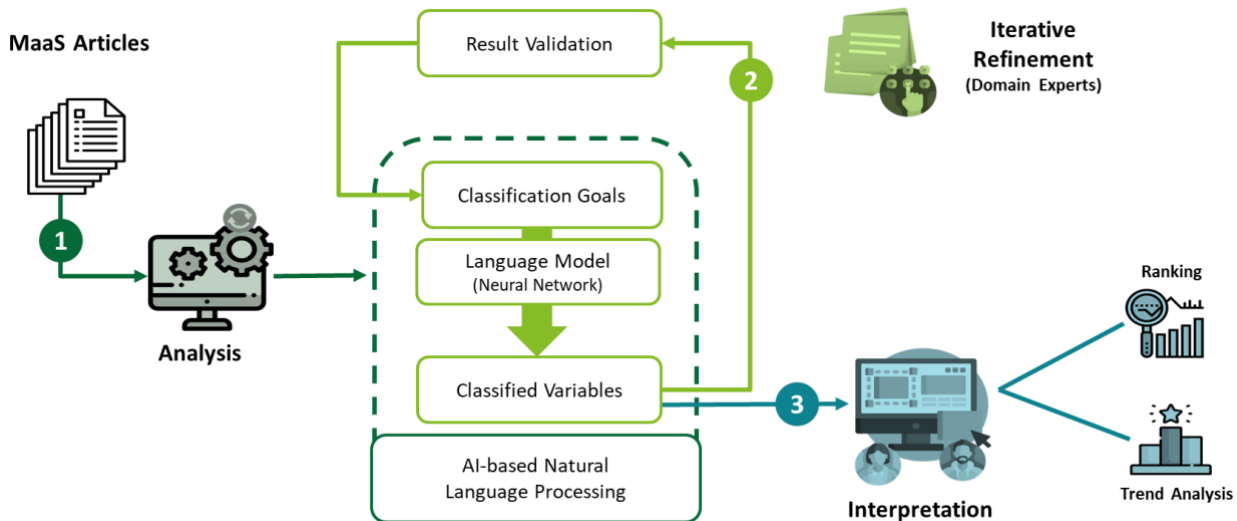 MaaS Articles
Result Validation
2
Iterative
Refinement
(Domain Experts)
1
Classification Goals
Language Model
(Neural Network)
Analysis
Classified Variables
3
Ranking
AI-based Natural
Language Processing
Interpretation
Trend Analysis